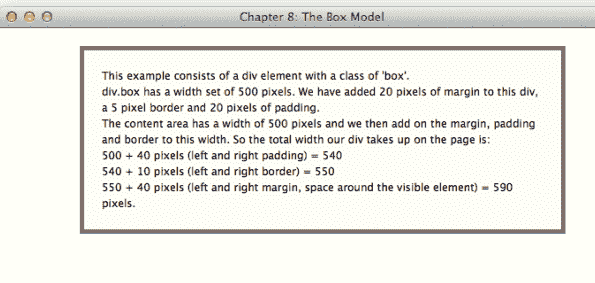 Chapter 8: The Box Model
This example consists of a div element with a class of 'box'.
div.box has a width set of 500 pixels. We have added 20 pixels of margin to this div,
a 5 pixel border and 20 pixels of padding.
The content area has a width of 500 pixels and we then add on the margin, padding
and border to this width. So the total width our div takes up on the page is:
500 + 40 pixels (left and right padding) = 540
540 + 10 pixels (left and right border) = 550
550 + 40 pixels (left and right margin, space around the visible element) = 590
pixels.